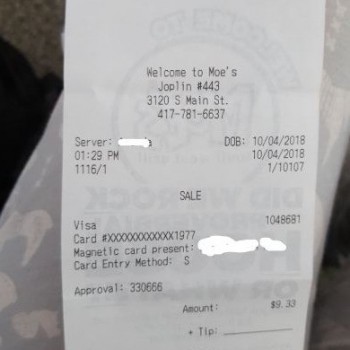 Welcome to Moe's
Joplin #443
3120 S Main St.
417-781-6637
Server: a DOB: 10/04/2018
01:29 PM 10/04/2018
1116/1 1/10107
SALE
Visa 1048681
Card #XXXXXXXXXXXX1977
Magnetic card present:
Card Entry Method: S
Approval: 330666
Amount: $9.33
+ Tip: